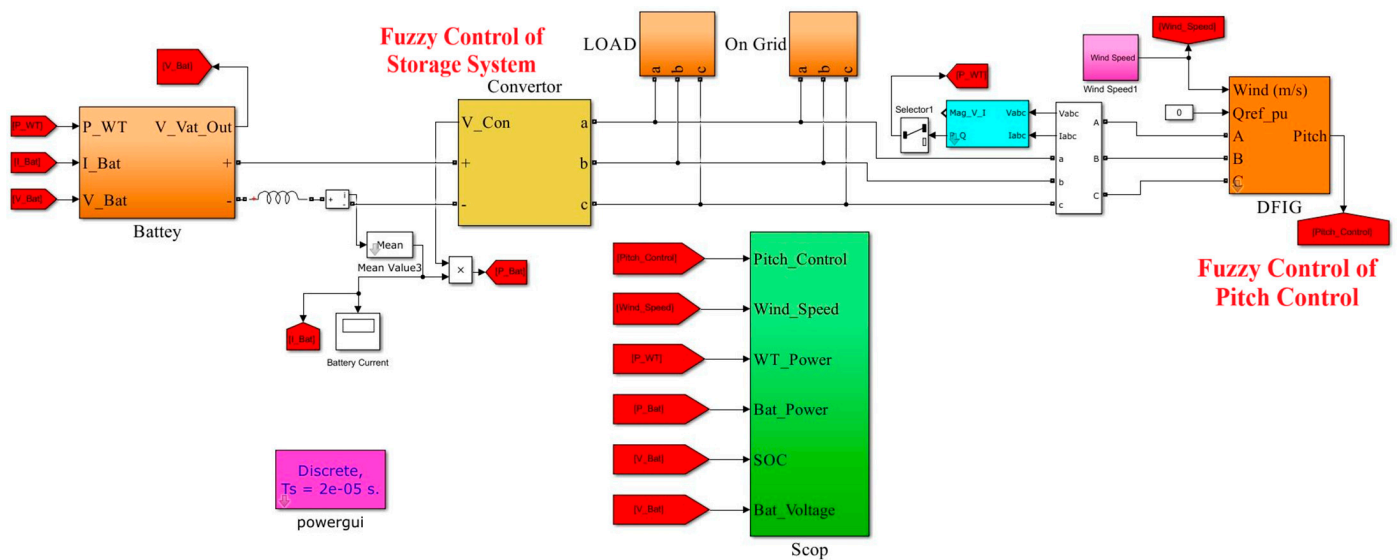 Fuzzy Control of
Storage System
Convertor
LOAD
a
b
c
On Grid
a
b
c
[Wind_Speed]
Wind Speed
Wind Speed1
[V_Bat]
[P_WT]
[I_Bat]
[V_Bat]
P_WT
I_Bat
V_Bat
V_Vat_Out
+
-
Battey
+
+
i
-
Mean
Mean Value3
×
[P_Bat]
[I_Bat]
Battery Current
V_Con
+
-
a
b
c
[P_WT]
Selector1
Mag_V_I
P_Q
Vabc
Iabc
Vabc
Iabc
a
b
c
A
B
C
0
Wind (m/s)
Qref_pu
A
B
C
Pitch
DFIG
[Pitch_Control]
Fuzzy Control of
Pitch Control
[Pitch_Control]
[Wind_Speed]
[P_WT]
[P_Bat]
[V_Bat]
[V_Bat]
Pitch_Control
Wind_Speed
WT_Power
Bat_Power
SOC
Bat_Voltage
Scop
Discrete,
Ts = 2e-05 s.
powergui